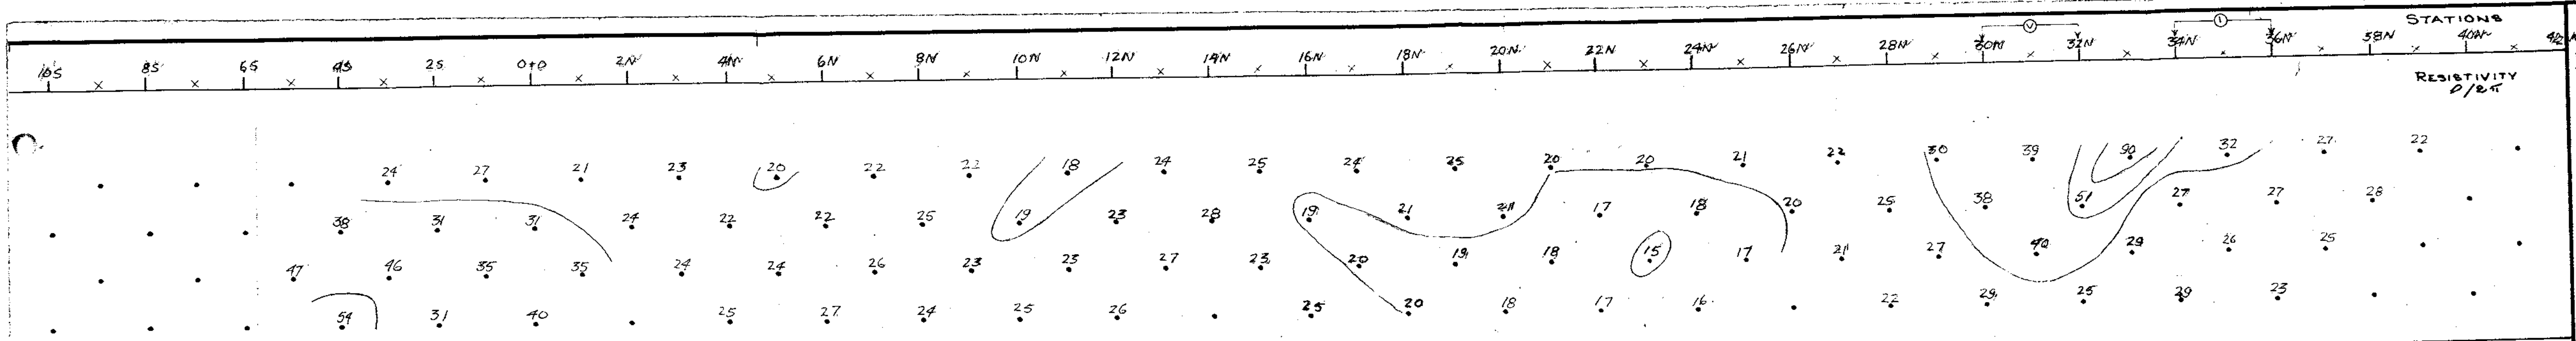 STATIONS
V I
10S 8S 6S 4S 2S 0+0 2N 4N 6N 8N 10N 12N 14N 16N 18N 20N 22N 24N 26N 28N 30N 32N 34N 36N 38N 40N 42N
RESISTIVITY
ρ/2π
24 27 21 23 20 22 22 18 24 25 24 25 20 20 21 22 30 39 90 32 27 22
38 31 31 24 22 22 25 19 23 28 19 21 21 17 18 20 25 38 51 27 27 28
47 46 35 35 24 24 26 23 23 27 23 20 19 18 15 17 21 27 40 29 26 25
54 31 40 25 27 24 25 26 25 20 18 17 16 22 29 25 29 23